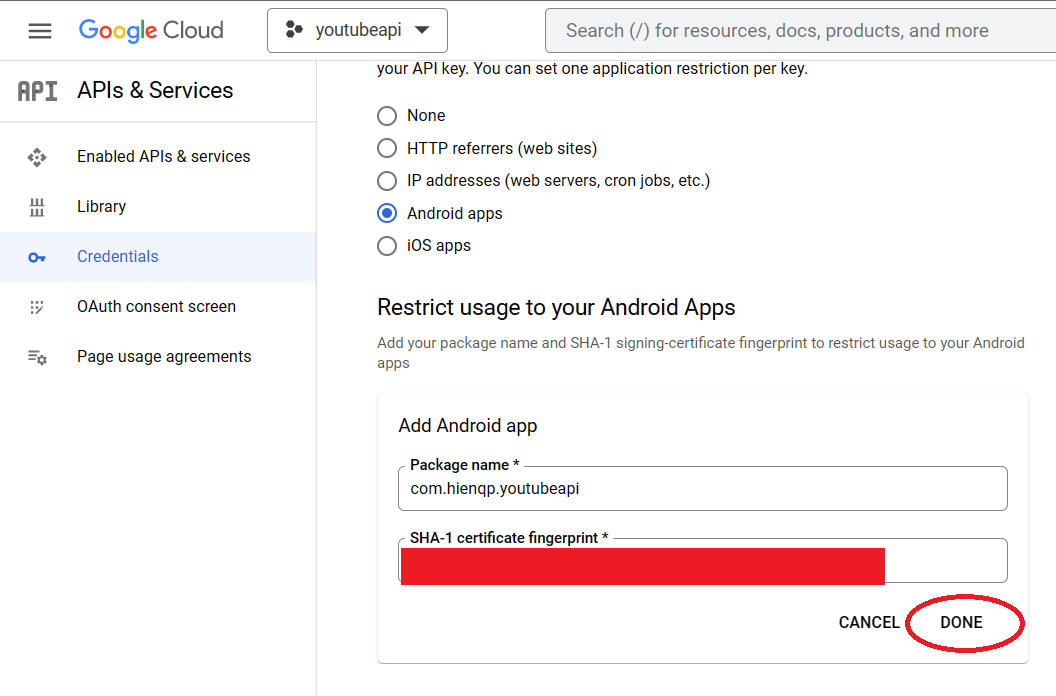 Google Cloud
youtubeapi
Search (/) for resources, docs, products, and more
API APIs & Services
Enabled APIs & services
Library
Credentials
OAuth consent screen
Page usage agreements
your API key. You can set one application restriction per key.
None
HTTP referrers (web sites)
IP addresses (web servers, cron jobs, etc.)
Android apps
iOS apps
Restrict usage to your Android Apps
Add your package name and SHA-1 signing-certificate fingerprint to restrict usage to your Android
apps
Add Android app
Package name *
com.hienqp.youtubeapi
SHA-1 certificate fingerprint *
CANCEL DONE